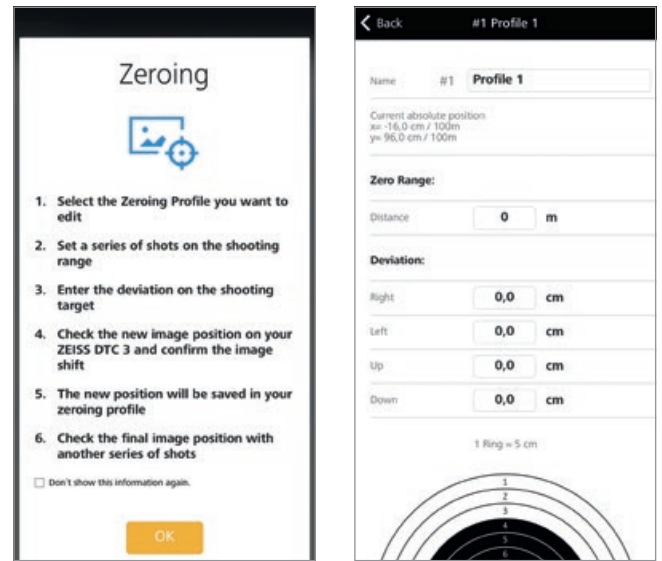 Zeroing
1. Select the Zeroing Profile you want to
edit
2. Set a series of shots on the shooting
range
3. Enter the deviation on the shooting
target
4. Check the new image position on your
ZEISS DTC 3 and confirm the image
shift
5. The new position will be saved in your
zeroing profile
6. Check the final image position with
another series of shots
Don't show this information again.
OK
Back #1 Profile 1
Name #1 Profile 1
Current absolute position
x= -16,0 cm / 100m
y= 96,0 cm / 100m
Zero Range:
Distance 0 m
Deviation:
Right 0,0 cm
Left 0,0 cm
Up 0,0 cm
Down 0,0 cm
1 Ring = 5 cm
1
2
3
4
5
6